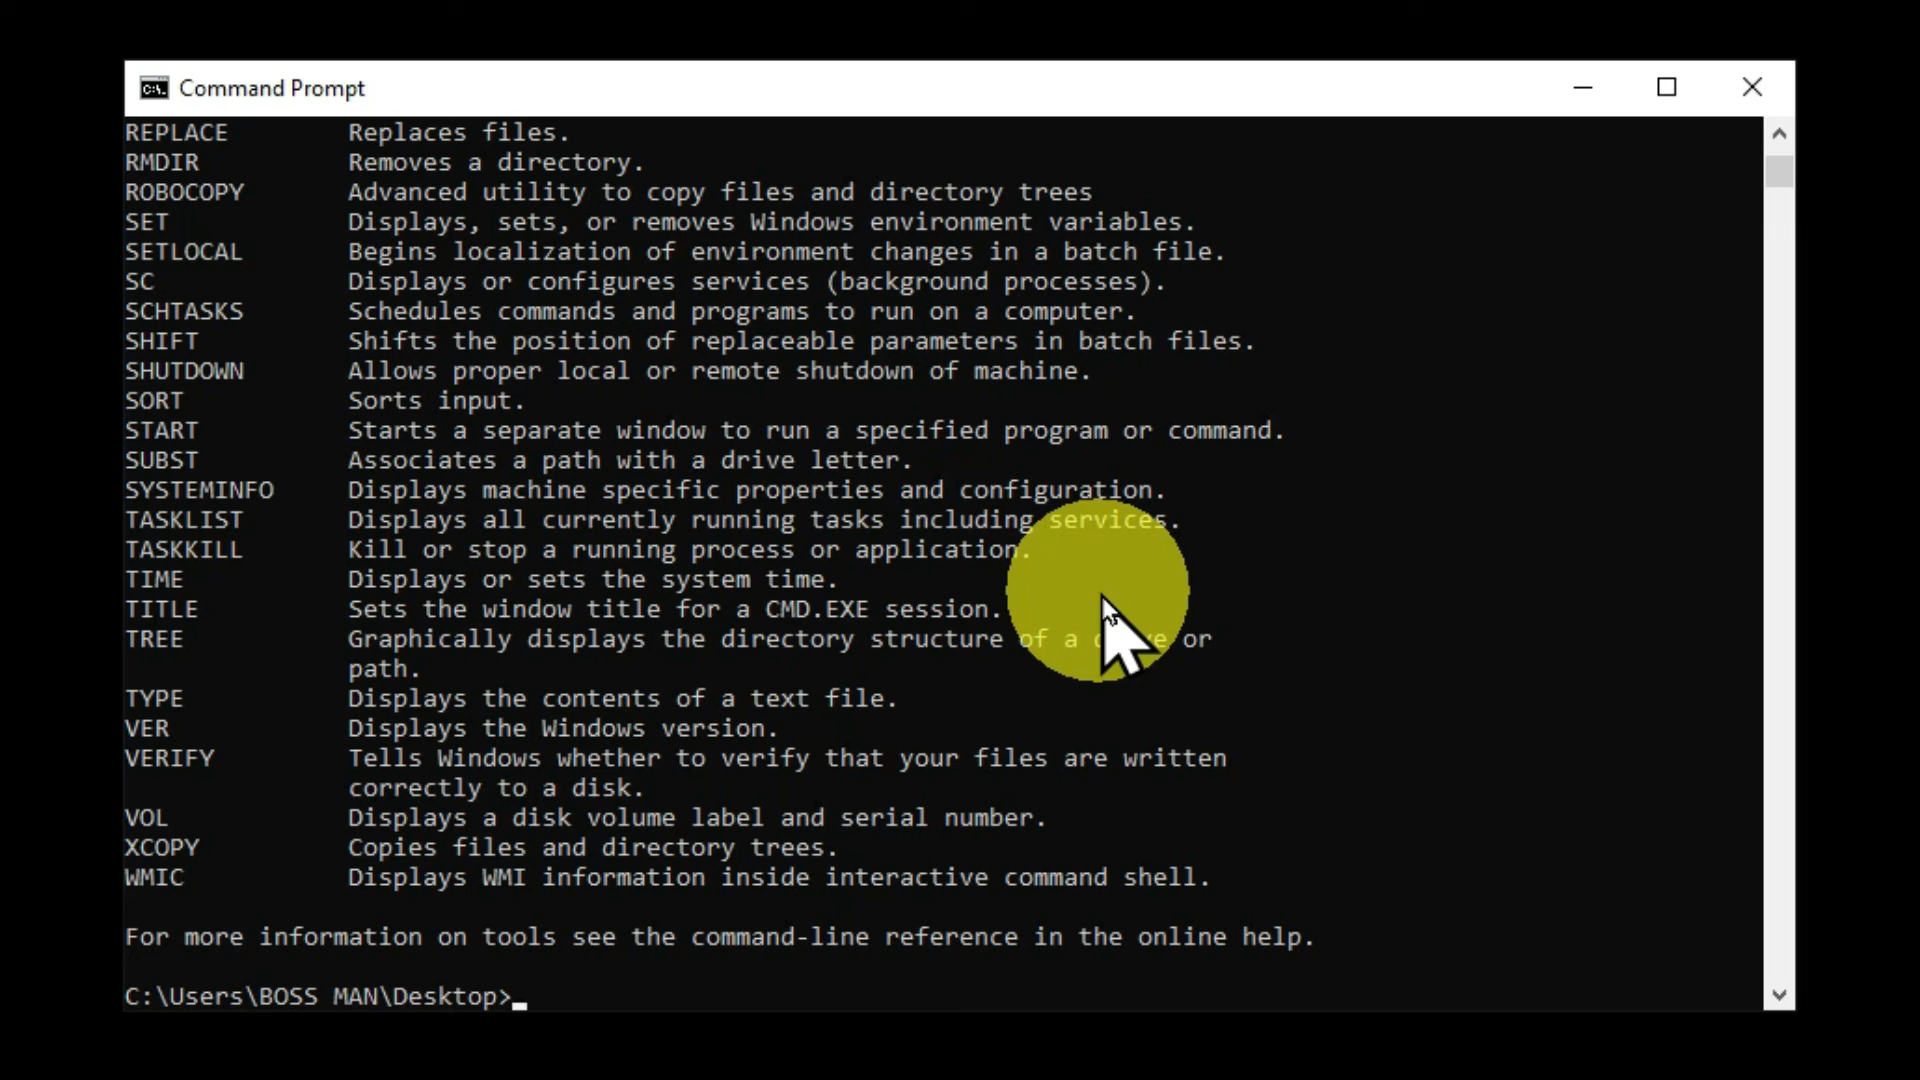 Command Prompt
REPLACE        Replaces files.
RMDIR          Removes a directory.
ROBOCOPY       Advanced utility to copy files and directory trees
SET            Displays, sets, or removes Windows environment variables.
SETLOCAL       Begins localization of environment changes in a batch file.
SC             Displays or configures services (background processes).
SCHTASKS       Schedules commands and programs to run on a computer.
SHIFT          Shifts the position of replaceable parameters in batch files.
SHUTDOWN       Allows proper local or remote shutdown of machine.
SORT           Sorts input.
START          Starts a separate window to run a specified program or command.
SUBST          Associates a path with a drive letter.
SYSTEMINFO     Displays machine specific properties and configuration.
TASKLIST       Displays all currently running tasks including services.
TASKKILL       Kill or stop a running process or application.
TIME           Displays or sets the system time.
TITLE          Sets the window title for a CMD.EXE session.
TREE           Graphically displays the directory structure of a or
               path.
TYPE           Displays the contents of a text file.
VER            Displays the Windows version.
VERIFY         Tells Windows whether to verify that your files are written
               correctly to a disk.
VOL            Displays a disk volume label and serial number.
XCOPY          Copies files and directory trees.
WMIC           Displays WMI information inside interactive command shell.
For more information on tools see the command-line reference in the online help.
C:\Users\BOSS MAN\Desktop>